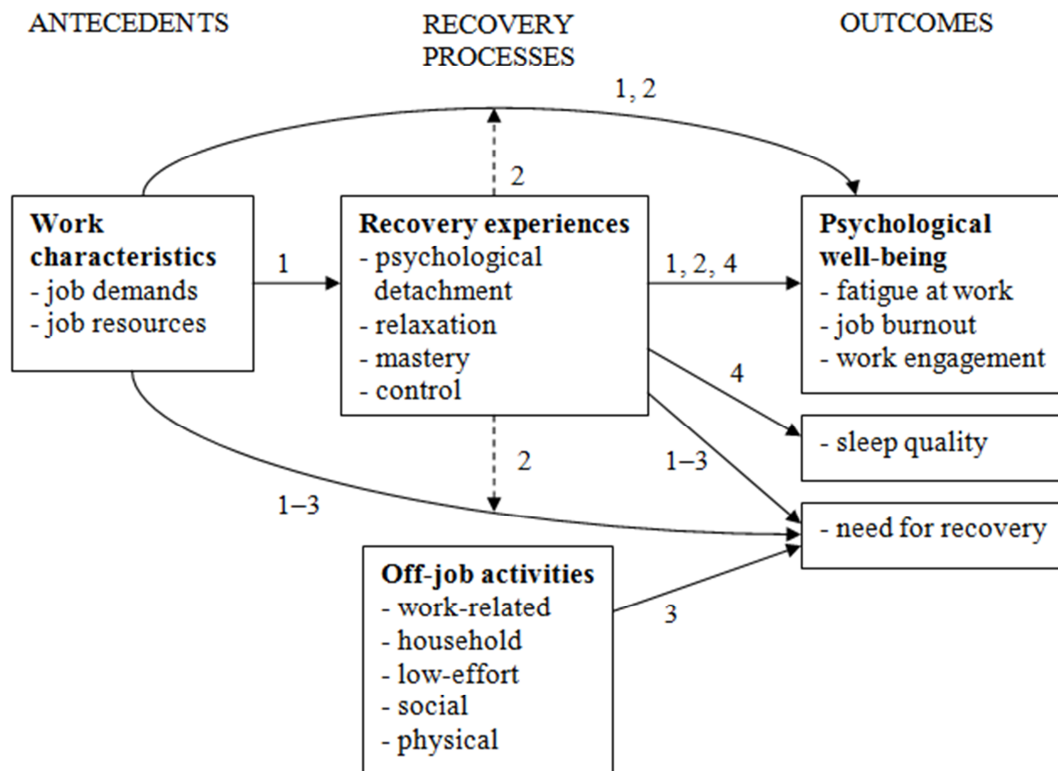 ANTECEDENTS
RECOVERY
PROCESSES
OUTCOMES
1, 2
2
Work
characteristics
- job demands
- job resources
1
Recovery experiences
- psychological
detachment
- relaxation
- mastery
- control
1, 2, 4
Psychological
well-being
- fatigue at work
- job burnout
- work engagement
4
- sleep quality
2
1–3
1–3
- need for recovery
Off-job activities
- work-related
- household
- low-effort
- social
- physical
3